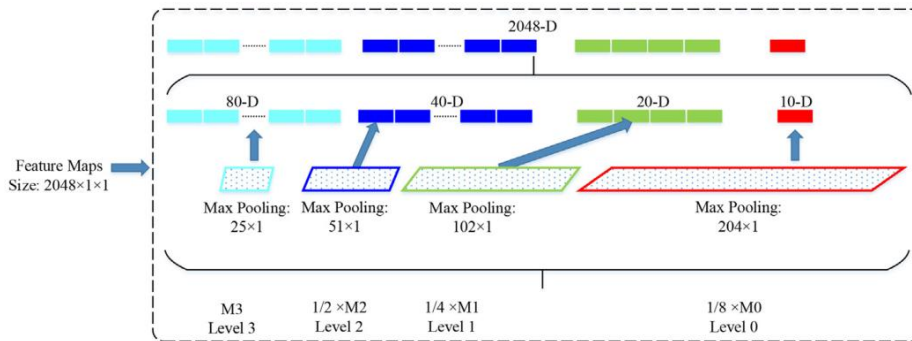 2048-D
80-D 40-D 20-D 10-D
Feature Maps
Size: 2048×1×1
Max Pooling:
25×1
Max Pooling:
51×1
Max Pooling:
102×1
Max Pooling:
204×1
M3
Level 3
1/2 ×M2
Level 2
1/4 ×M1
Level 1
1/8 ×M0
Level 0